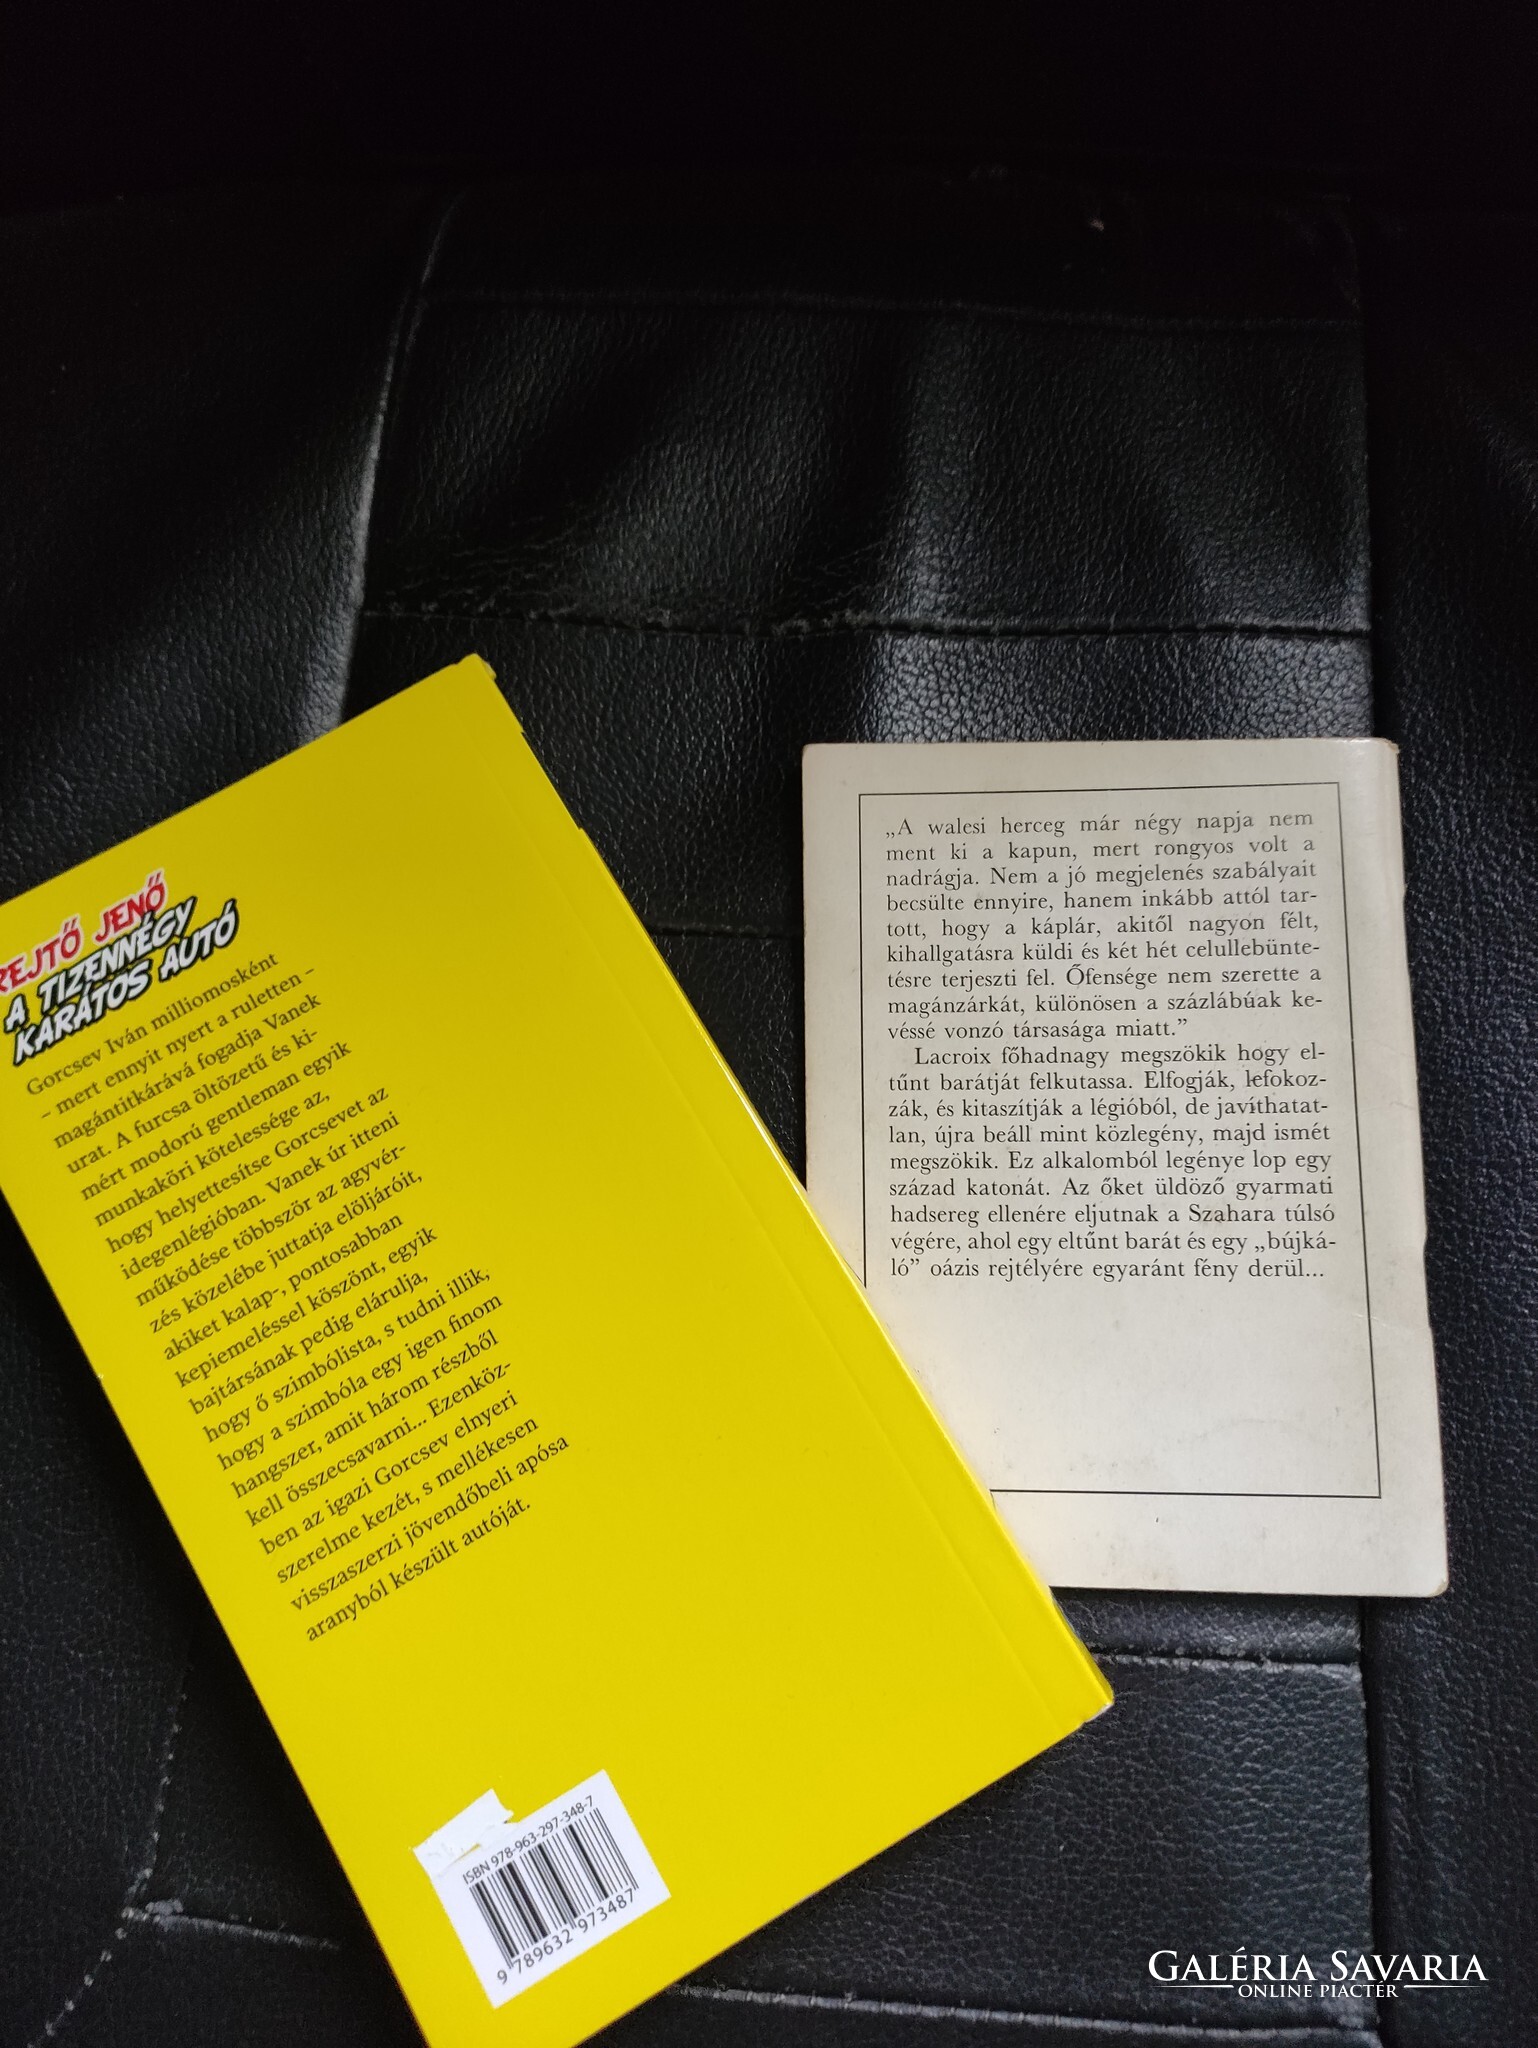 REJTŐ JENŐ
A TIZENNÉGY
KARÁTOS AUTÓ
Gorcsev Iván milliomosként
– mert ennyit nyert a ruletten –
magántitkárává fogadja Vanek
urat. A furcsa öltözetű és ki-
mért modorú gentleman egyik
munkaköri kötelessége az,
hogy helyettesítse Gorcsevet az
idegenlégióban. Vanek úr itteni
működése többször az agyvér-
zés közelébe juttatja elöljáróit,
akiket kalap-, pontosabban
kepiemeléssel köszönt, egyik
bajtársának pedig elárulja,
hogy ő szimbólista, s tudni illik,
hogy a szimbóla egy igen finom
hangszer, amit három részből
kell összecsavarni... Ezenköz-
ben az igazi Gorcsev elnyeri
szerelme kezét, s mellékesen
visszaszerzi jövendőbeli apósa
aranyból készült autóját.
ISBN 978-963-297-348-7
9 789632 973487
„A walesi herceg már négy napja nem
ment ki a kapun, mert rongyos volt a
nadrágja. Nem a jó megjelenés szabályait
becsülte ennyire, hanem inkább attól tar-
tott, hogy a káplár, akitől nagyon félt,
kihallgatásra küldi és két hét celullebünte-
tésre terjeszti fel. Őfensége nem szerette a
magánzárkát, különösen a százlábúak ke-
véssé vonzó társasága miatt.”
Lacroix főhadnagy megszökik hogy el-
tűnt barátját felkutassa. Elfogják, lefokoz-
zák, és kitaszítják a légióból, de javíthatat-
lan, újra beáll mint közlegény, majd ismét
megszökik. Ez alkalomból legénye lop egy
század katonát. Az őket üldöző gyarmati
hadsereg ellenére eljutnak a Szahara túlsó
végére, ahol egy eltűnt barát és egy „bújká-
ló” oázis rejtélyére egyaránt fény derül...
GALÉRIA SAVARIA
ONLINE PIACTÉR